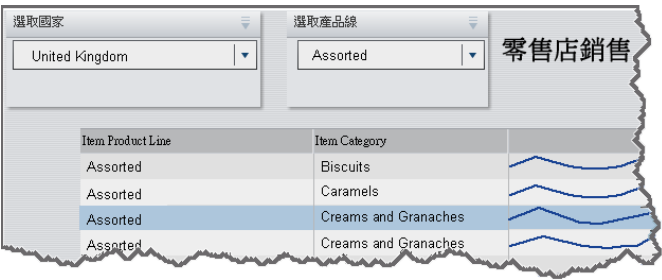 選取國家
選取產品線
United Kingdom
Assorted
零售店銷售
Item Product Line
Item Category
Assorted
Biscuits
Assorted
Caramels
Assorted
Creams and Granaches
Assorted
Creams and Granaches